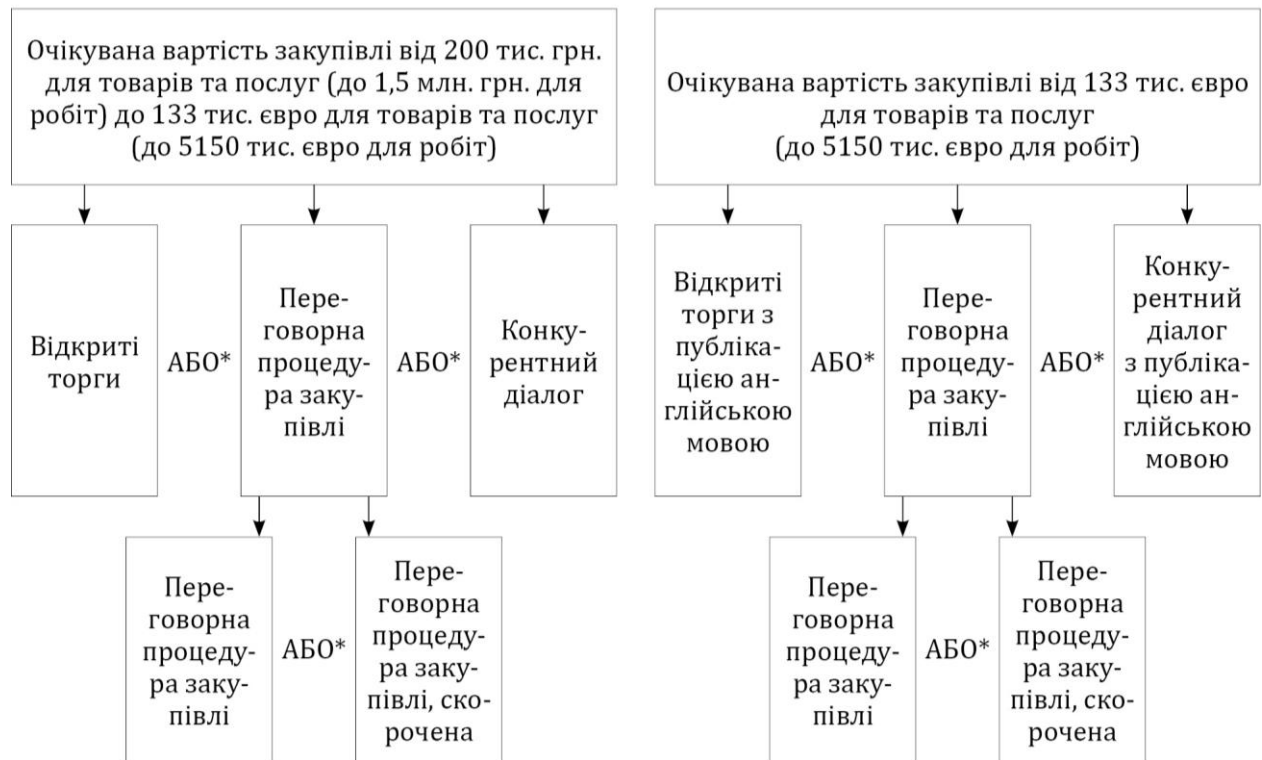 Очікувана вартість закупівлі від 200 тис. грн.
для товарів та послуг (до 1,5 млн. грн. для
робіт) до 133 тис. євро для товарів та послуг
(до 5150 тис. євро для робіт)
Очікувана вартість закупівлі від 133 тис. євро
для товарів та послуг
(до 5150 тис. євро для робіт)
Відкриті
торги
АБО*
Пере-
говорна
процеду-
ра заку-
півлі
АБО*
Конку-
рентний
діалог
Відкриті
торги з
публіка-
цією ан-
глійською
мовою
АБО*
Пере-
говорна
процеду-
ра заку-
півлі
АБО*
Конку-
рентний
діалог
з публіка-
цією ан-
глійською
мовою
Пере-
говорна
процеду-
ра заку-
півлі
АБО*
Пере-
говорна
процеду-
ра заку-
півлі, ско-
рочена
Пере-
говорна
процеду-
ра заку-
півлі
АБО*
Пере-
говорна
процеду-
ра заку-
півлі, ско-
рочена